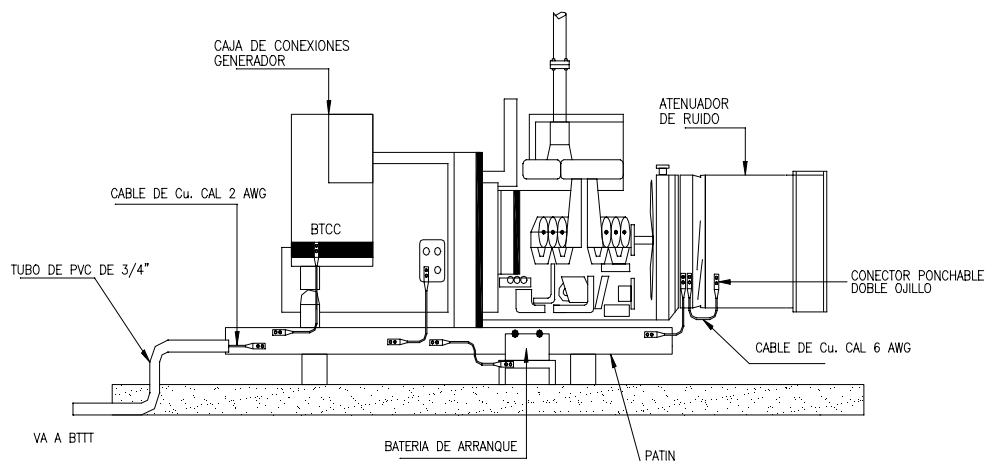 CAJA DE CONEXIONES
GENERADOR
ATENUADOR
DE RUIDO
CABLE DE Cu. CAL 2 AWG
BTCC
TUBO DE PVC DE 3/4"
CONECTOR PONCHABLE
DOBLE OJILLO
CABLE DE Cu. CAL 6 AWG
VA A BTTT
BATERIA DE ARRANQUE
PATIN